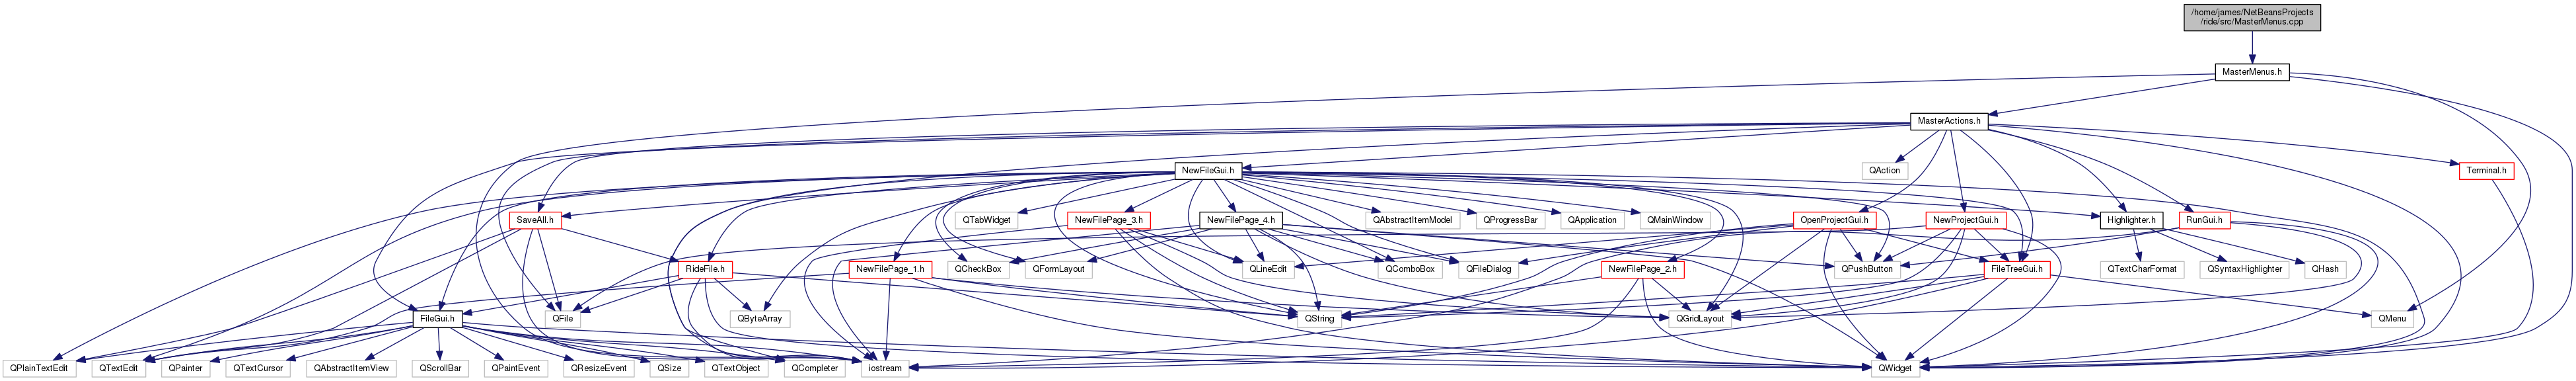 /home/james/NetBeansProjects
/ride/src/MasterMenus.cpp
MasterMenus.h
MasterActions.h
NewFileGui.h
QAction
Terminal.h
SaveAll.h
QTabWidget
NewFilePage_3.h
NewFilePage_4.h
QAbstractItemModel
QProgressBar
QApplication
QMainWindow
OpenProjectGui.h
NewProjectGui.h
Highlighter.h
RunGui.h
RideFile.h
NewFilePage_1.h
QCheckBox
QFormLayout
QLineEdit
QComboBox
QFileDialog
NewFilePage_2.h
QPushButton
FileTreeGui.h
QTextCharFormat
QSyntaxHighlighter
QHash
FileGui.h
QFile
QByteArray
QString
QGridLayout
QMenu
QPlainTextEdit
QTextEdit
QPainter
QTextCursor
QAbstractItemView
QScrollBar
QPaintEvent
QResizeEvent
QSize
QTextObject
QCompleter
iostream
QWidget